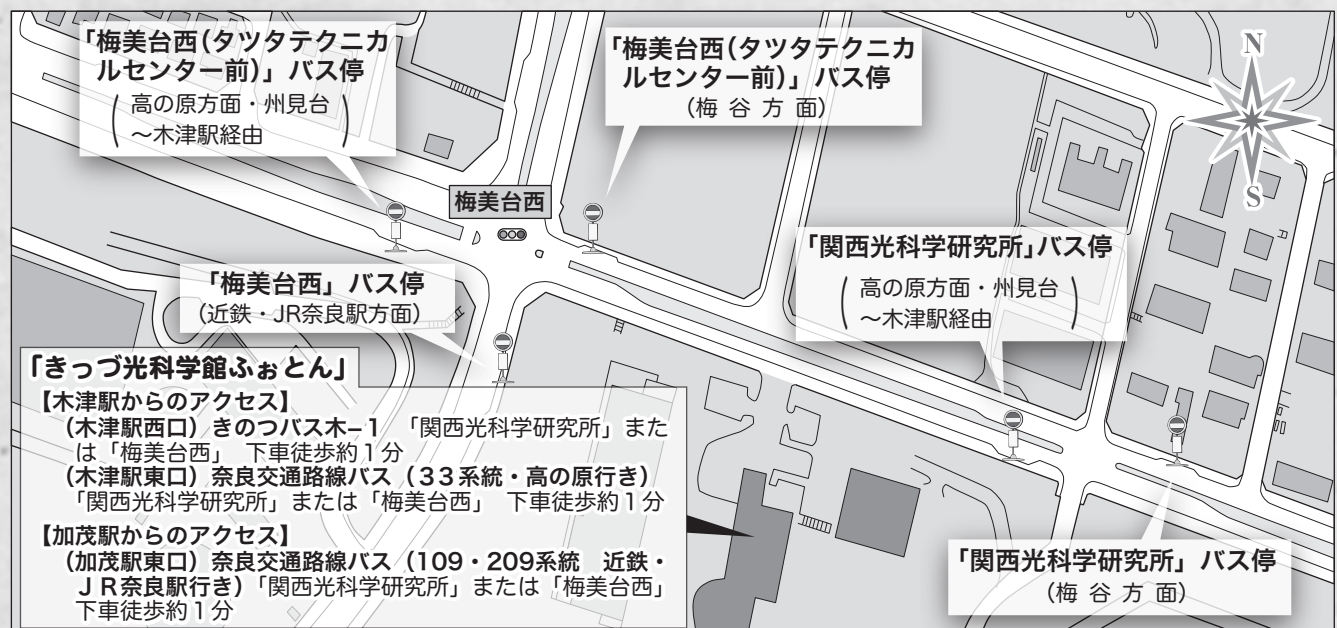 「梅美台西(タツタテクニカ
ルセンター前)」バス停
(高の原方面・州見台
〜木津駅経由)
「梅美台西(タツタテクニカ
ルセンター前)」バス停
(梅谷方面)
N
S
梅美台西
「関西光科学研究所」バス停
(高の原方面・州見台
〜木津駅経由)
「梅美台西」バス停
(近鉄・JR奈良駅方面)
「きっづ光科学館ふぉとん」
【木津駅からのアクセス】
(木津駅西口)きのつバス木−1 「関西光科学研究所」また
は「梅美台西」 下車徒歩約1分
(木津駅東口)奈良交通路線バス(33系統・高の原行き)
「関西光科学研究所」または「梅美台西」 下車徒歩約1分
【加茂駅からのアクセス】
(加茂駅東口)奈良交通路線バス(109・209系統 近鉄・
JR奈良駅行き)「関西光科学研究所」または「梅美台西」
下車徒歩約1分
「関西光科学研究所」バス停
(梅谷方面)